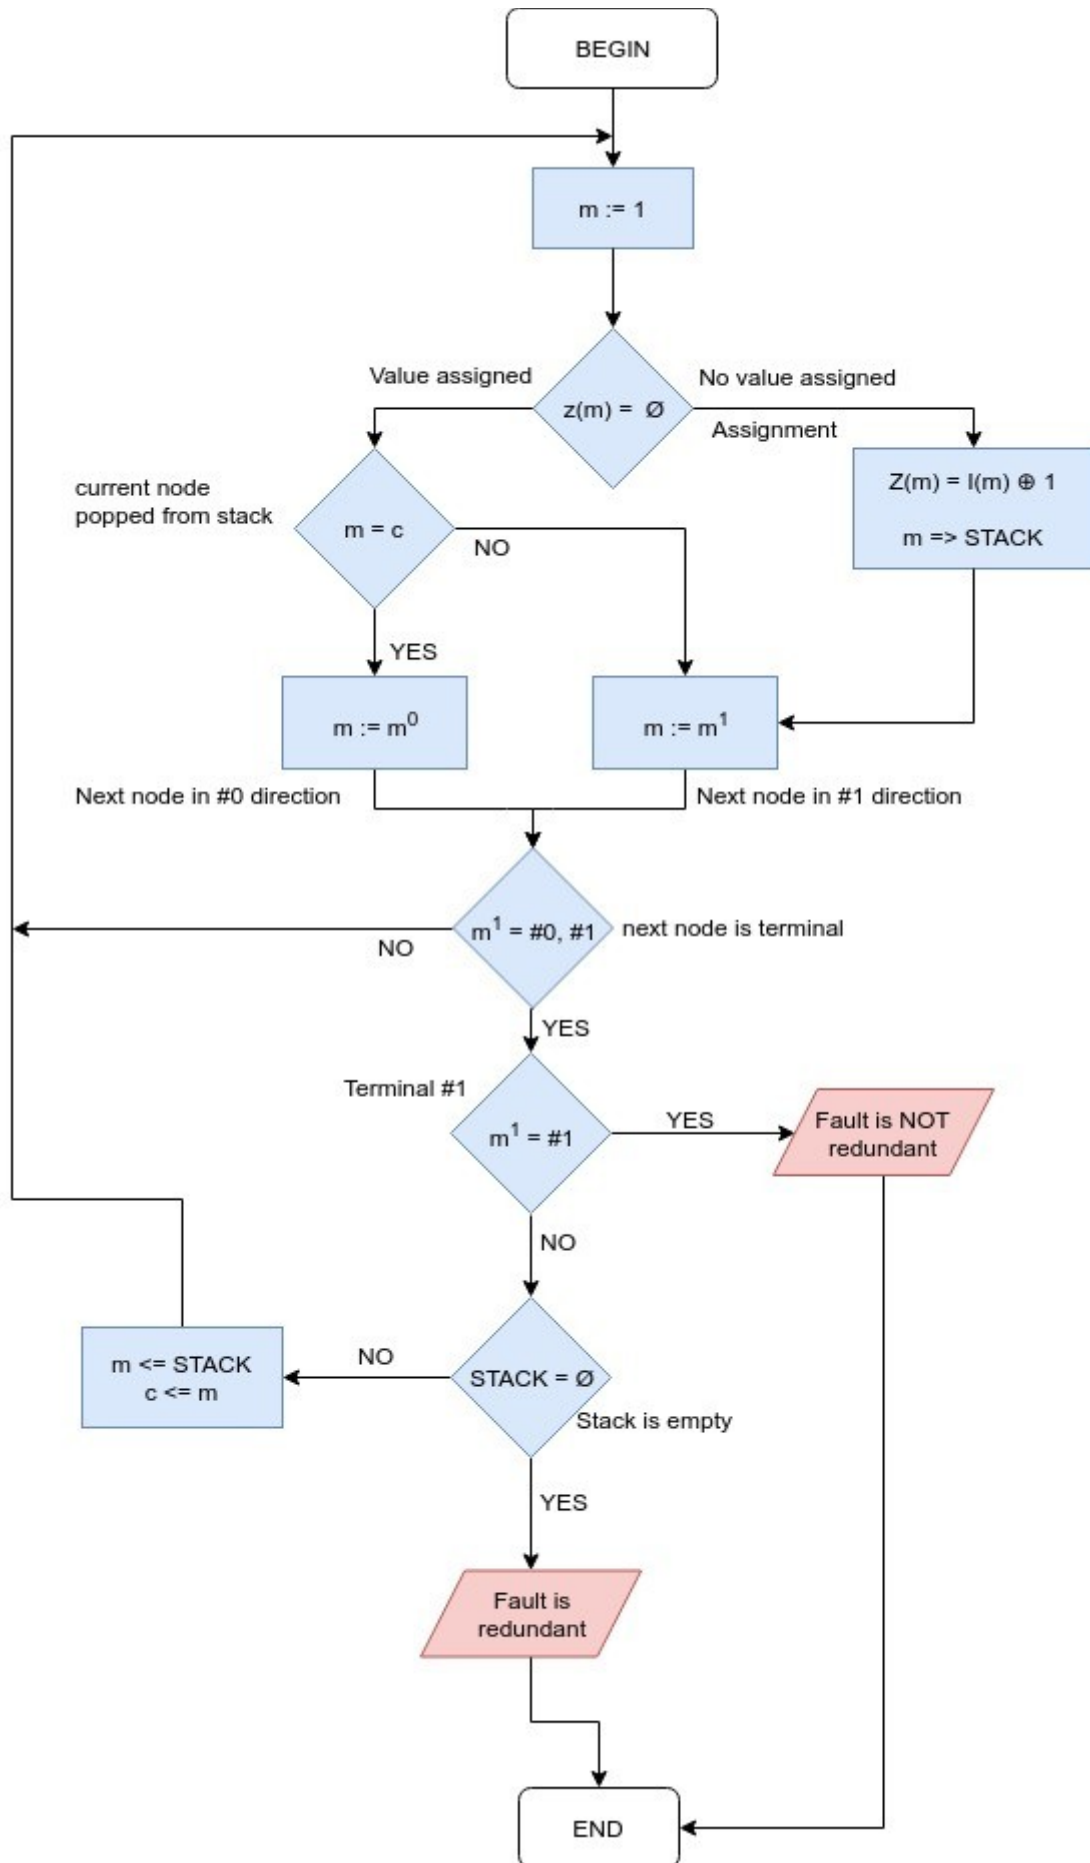 BEGIN
m := 1
Value assigned
z(m) = Ø
No value assigned
Assignment
Z(m) = I(m) ⊕ 1
m => STACK
current node
popped from stack
m = c
NO
YES
m := m⁰
m := m¹
Next node in #0 direction
Next node in #1 direction
m¹ = #0, #1
next node is terminal
NO
YES
Terminal #1
m¹ = #1
YES
Fault is NOT
redundant
NO
m <= STACK
c <= m
NO
STACK = Ø
Stack is empty
YES
Fault is
redundant
END